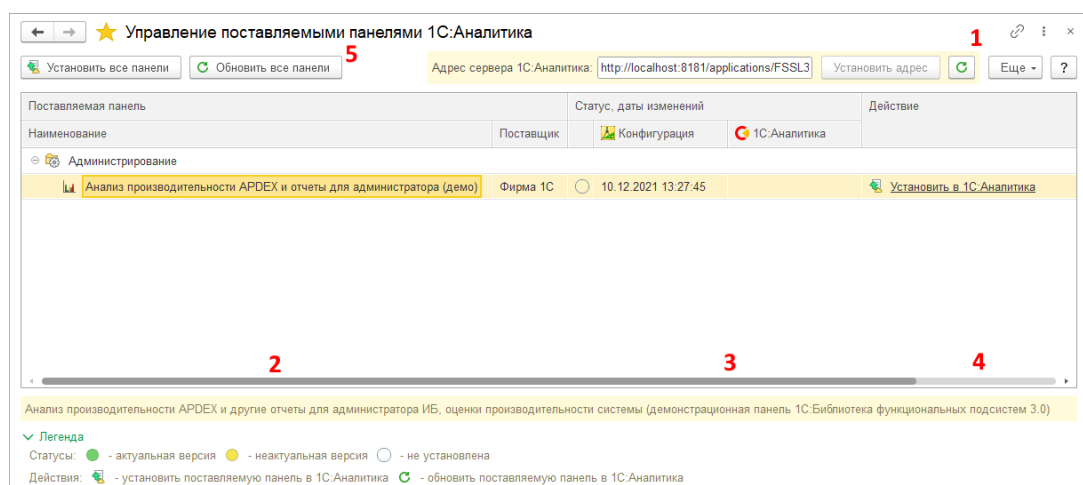 Управление поставляемыми панелями 1С:Аналитика
1
5
Установить все панели Обновить все панели Адрес сервера 1С:Аналитика: http://localhost:8181/applications/FSSL3 Установить адрес Еще ?
Поставляемая панель Статус, даты изменений Действие
Наименование Поставщик Конфигурация 1С:Аналитика
Администрирование
Анализ производительности APDEX и отчеты для администратора (демо) Фирма 1С 10.12.2021 13:27:45 Установить в 1С:Аналитика
2 3 4
Анализ производительности APDEX и другие отчеты для администратора ИБ, оценки производительности системы (демонстрационная панель 1С:Библиотека функциональных подсистем 3.0)
Легенда
Статусы: - актуальная версия - неактуальная версия - не установлена
Действия: - установить поставляемую панель в 1С:Аналитика - обновить поставляемую панель в 1С:Аналитика